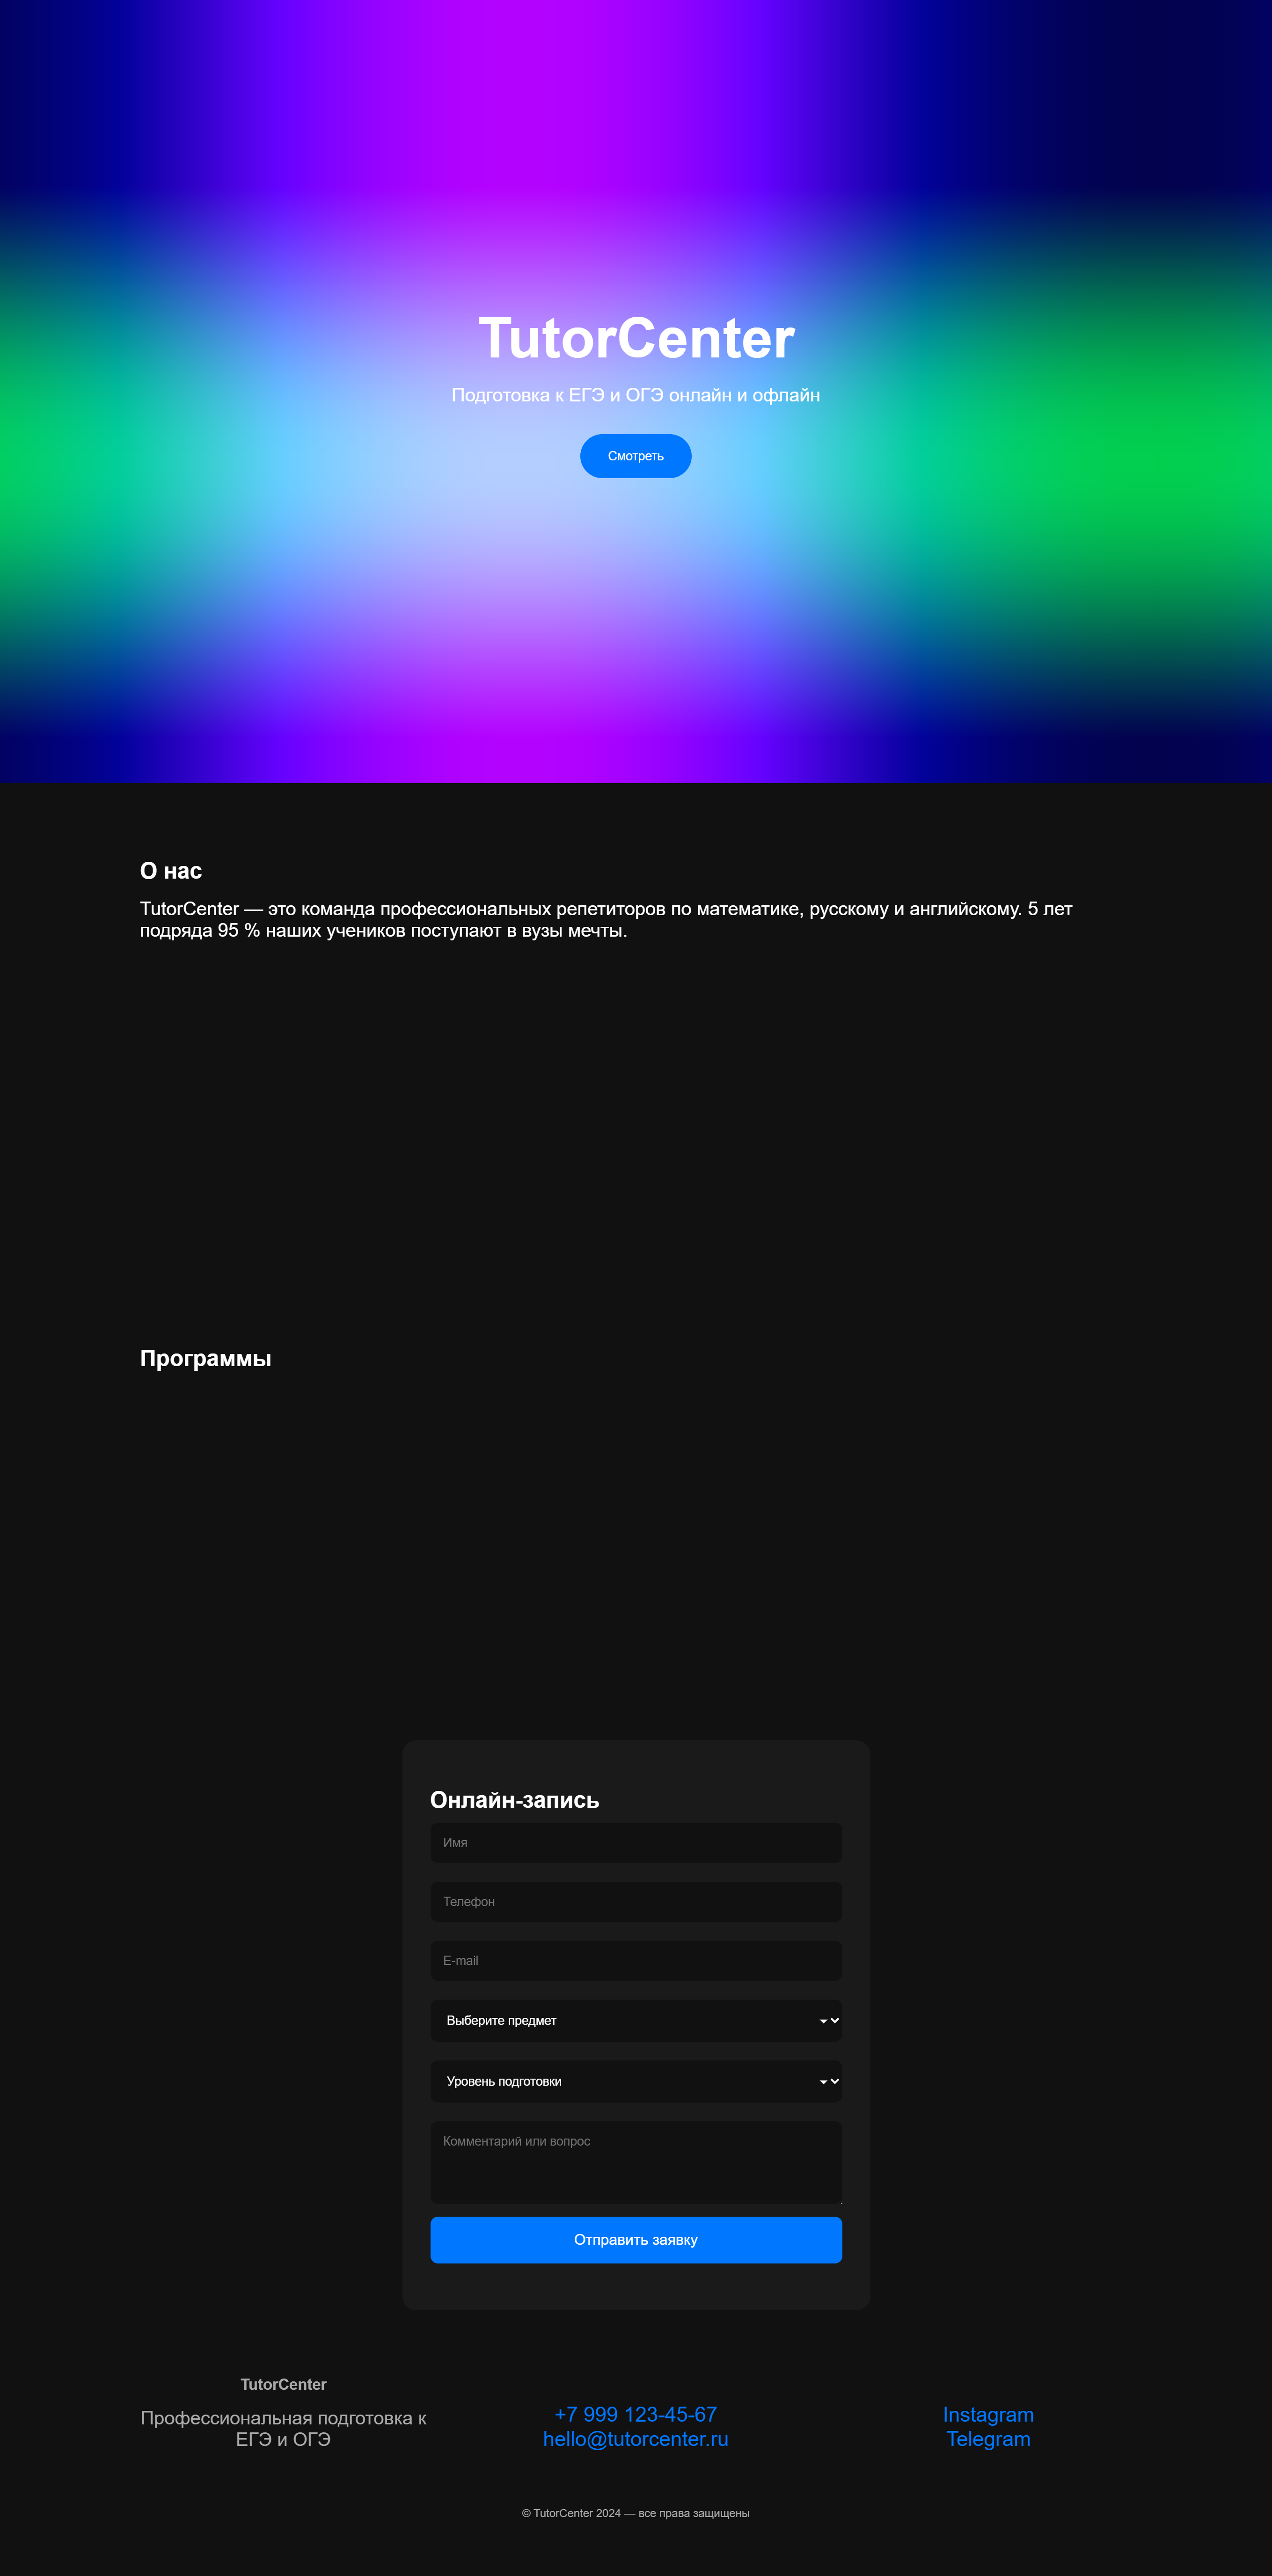 TutorCenter
Подготовка к ЕГЭ и ОГЭ онлайн и офлайн
Смотреть
О нас
TutorCenter — это команда профессиональных репетиторов по математике, русскому и английскому. 5 лет
подряда 95 % наших учеников поступают в вузы мечты.
Программы
Онлайн-запись
Имя
Телефон
E-mail
Выберите предмет
Уровень подготовки
Комментарий или вопрос
Отправить заявку
TutorCenter
Профессиональная подготовка к
ЕГЭ и ОГЭ
+7 999 123-45-67
hello@tutorcenter.ru
Instagram
Telegram
© TutorCenter 2024 — все права защищены